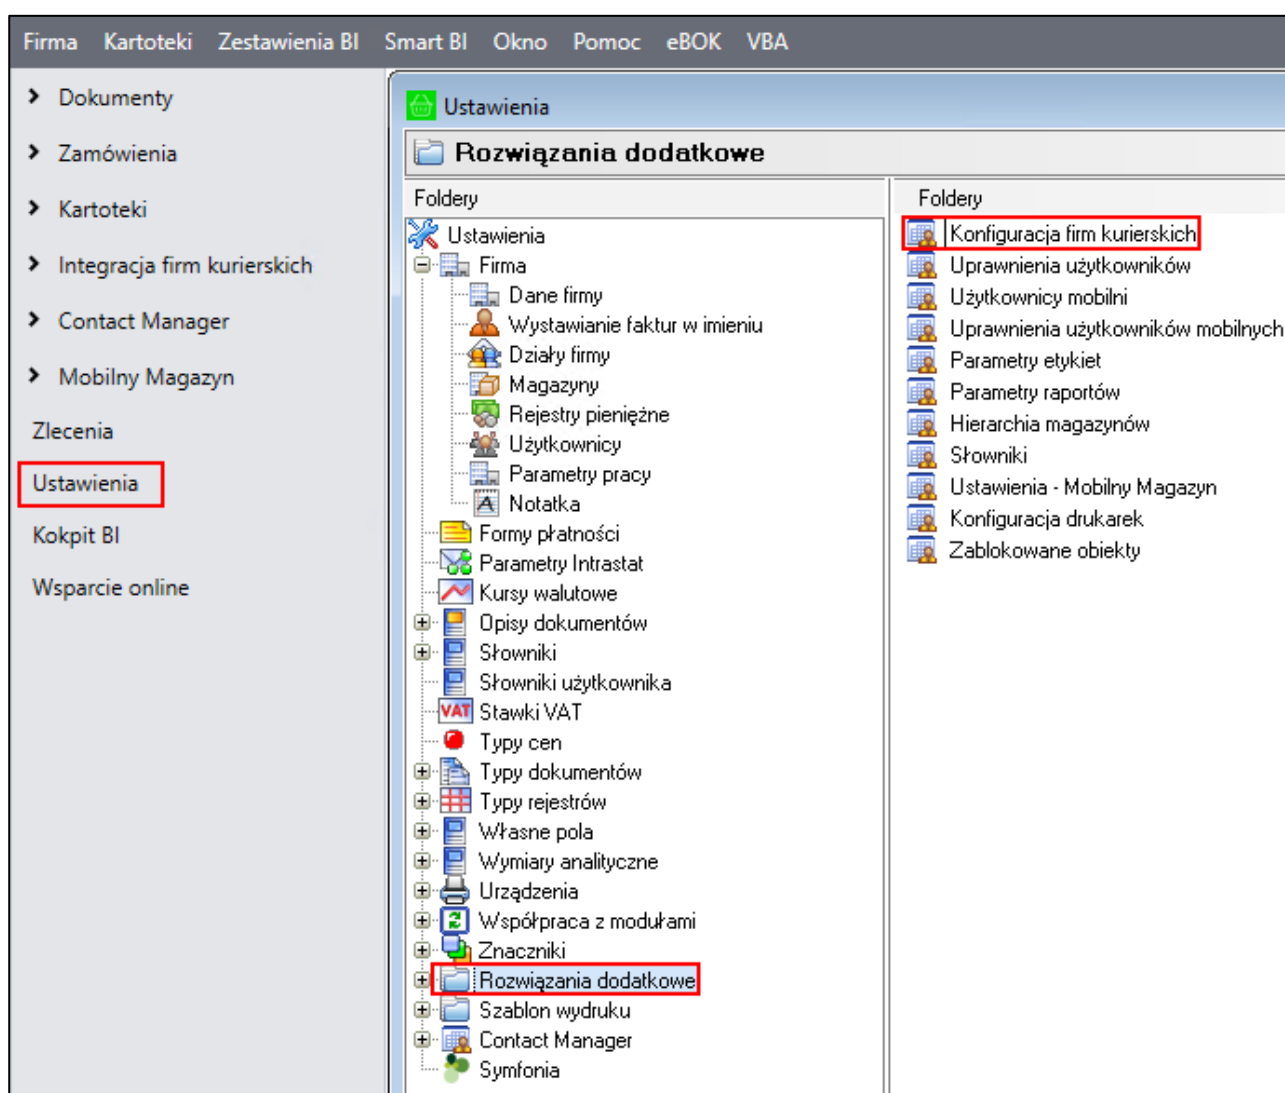 Firma Kartoteki Zestawienia BI Smart BI Okno Pomoc eBOK VBA
Dokumenty
Zamówienia
Kartoteki
Integracja firm kurierskich
Contact Manager
Mobilny Magazyn
Zlecenia
Ustawienia
Kokpit BI
Wsparcie online
Ustawienia
Rozwiązania dodatkowe
Foldery
Ustawienia
Firma
Dane firmy
Wystawianie faktur w imieniu
Działy firmy
Magazyny
Rejestry pieniężne
Użytkownicy
Parametry pracy
Notatka
Formy płatności
Parametry Intrastat
Kursy walutowe
Opisy dokumentów
Słowniki
Słowniki użytkownika
VAT Stawki VAT
Typy cen
Typy dokumentów
Typy rejestrów
Własne pola
Wymiary analityczne
Urządzenia
Współpraca z modułami
Znaczniki
Rozwiązania dodatkowe
Szablon wydruku
Contact Manager
Symfonia
Foldery
Konfiguracja firm kurierskich
Uprawnienia użytkowników
Użytkownicy mobilni
Uprawnienia użytkowników mobilnych
Parametry etykiet
Parametry raportów
Hierarchia magazynów
Słowniki
Ustawienia - Mobilny Magazyn
Konfiguracja drukarek
Zablokowane obiekty